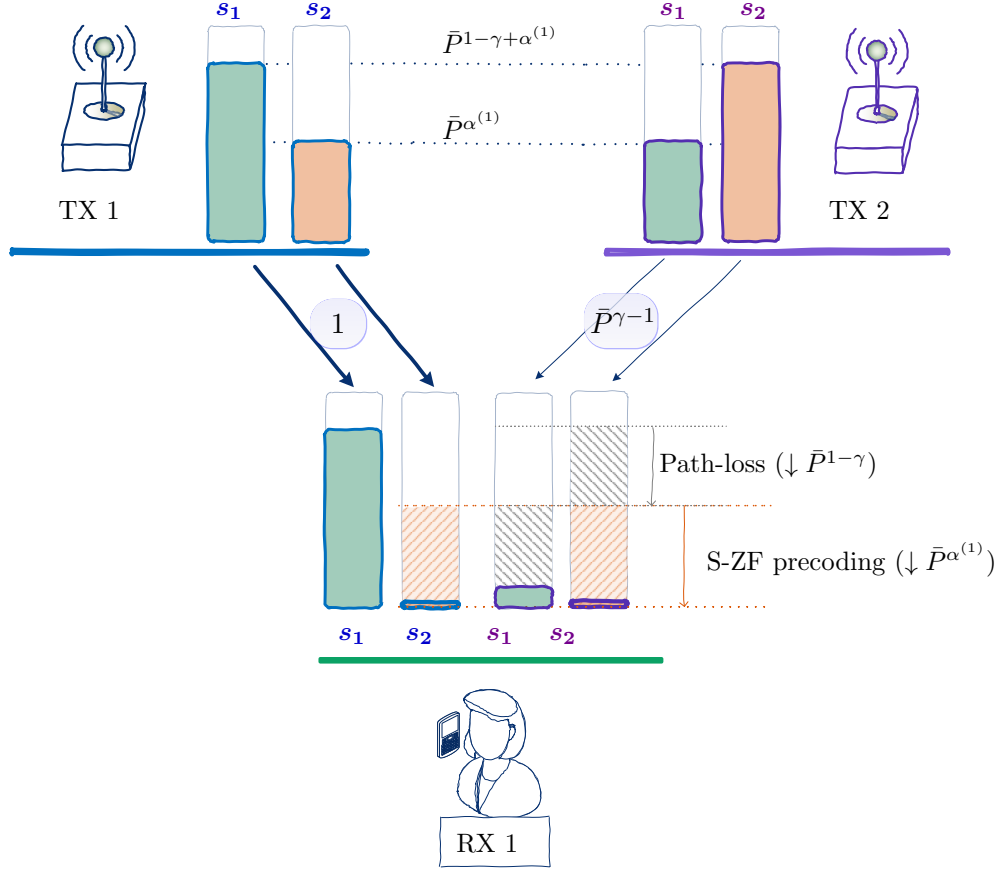 s₁ s₂ s₁ s₂
P̄^{1−γ+α^{(1)}}
P̄^{α^{(1)}}
TX 1 TX 2
1 P̄^{γ−1}
Path-loss (↓ P̄^{1−γ})
S-ZF precoding (↓ P̄^{α^{(1)}})
s₁ s₂ s₁ s₂
RX 1